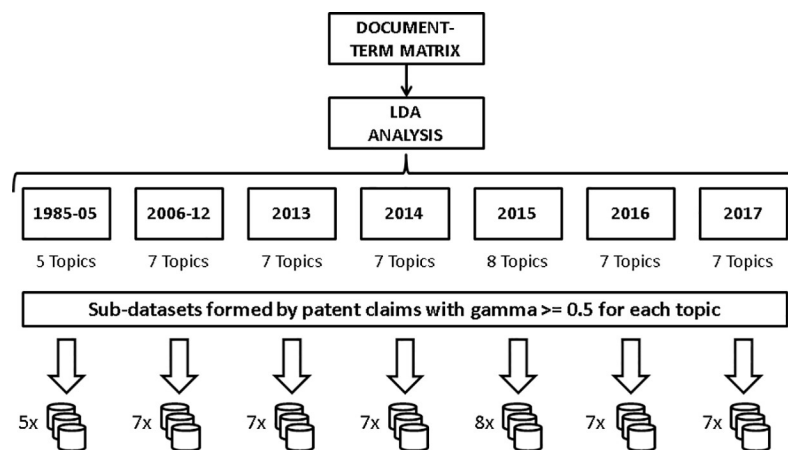 DOCUMENT-
TERM MATRIX
LDA
ANALYSIS
1985-05 2006-12 2013 2014 2015 2016 2017
5 Topics 7 Topics 7 Topics 7 Topics 8 Topics 7 Topics 7 Topics
Sub-datasets formed by patent claims with gamma >= 0.5 for each topic
5x 7x 7x 7x 8x 7x 7x